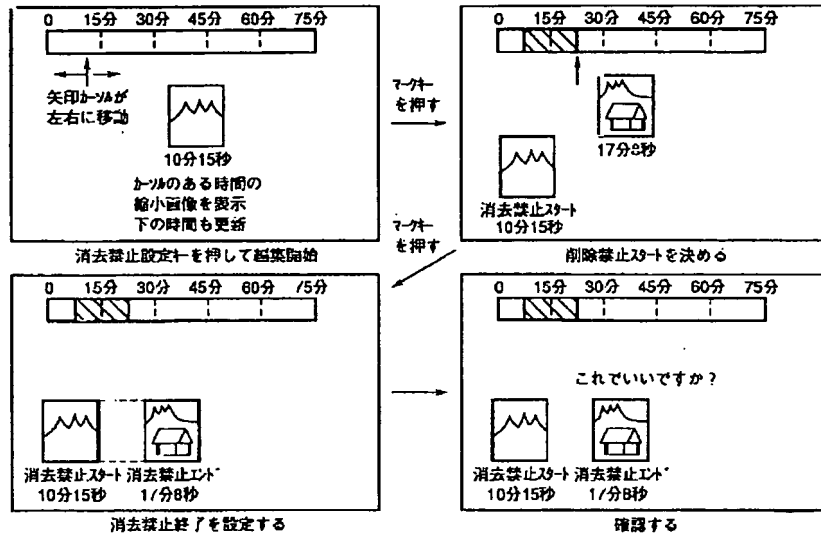 0 15分 30分 45分 60分 75分
矢印カーソルが
左右に移動
10分15秒
カーソルのある時間の
縮小画像を表示
下の時間も更新
消去禁止設定キーを押して編集開始
マークキー
を押す
0 15分 30分 45分 60分 75分
17分8秒
消去禁止スタート
10分15秒
削除禁止スタートを決める
マークキー
を押す
0 15分 30分 45分 60分 75分
消去禁止スタート 消去禁止エンド
10分15秒 17分8秒
消去禁止終了を設定する
0 15分 30分 45分 60分 75分
これでいいですか？
消去禁止スタート 消去禁止エンド
10分15秒 17分8秒
確認する